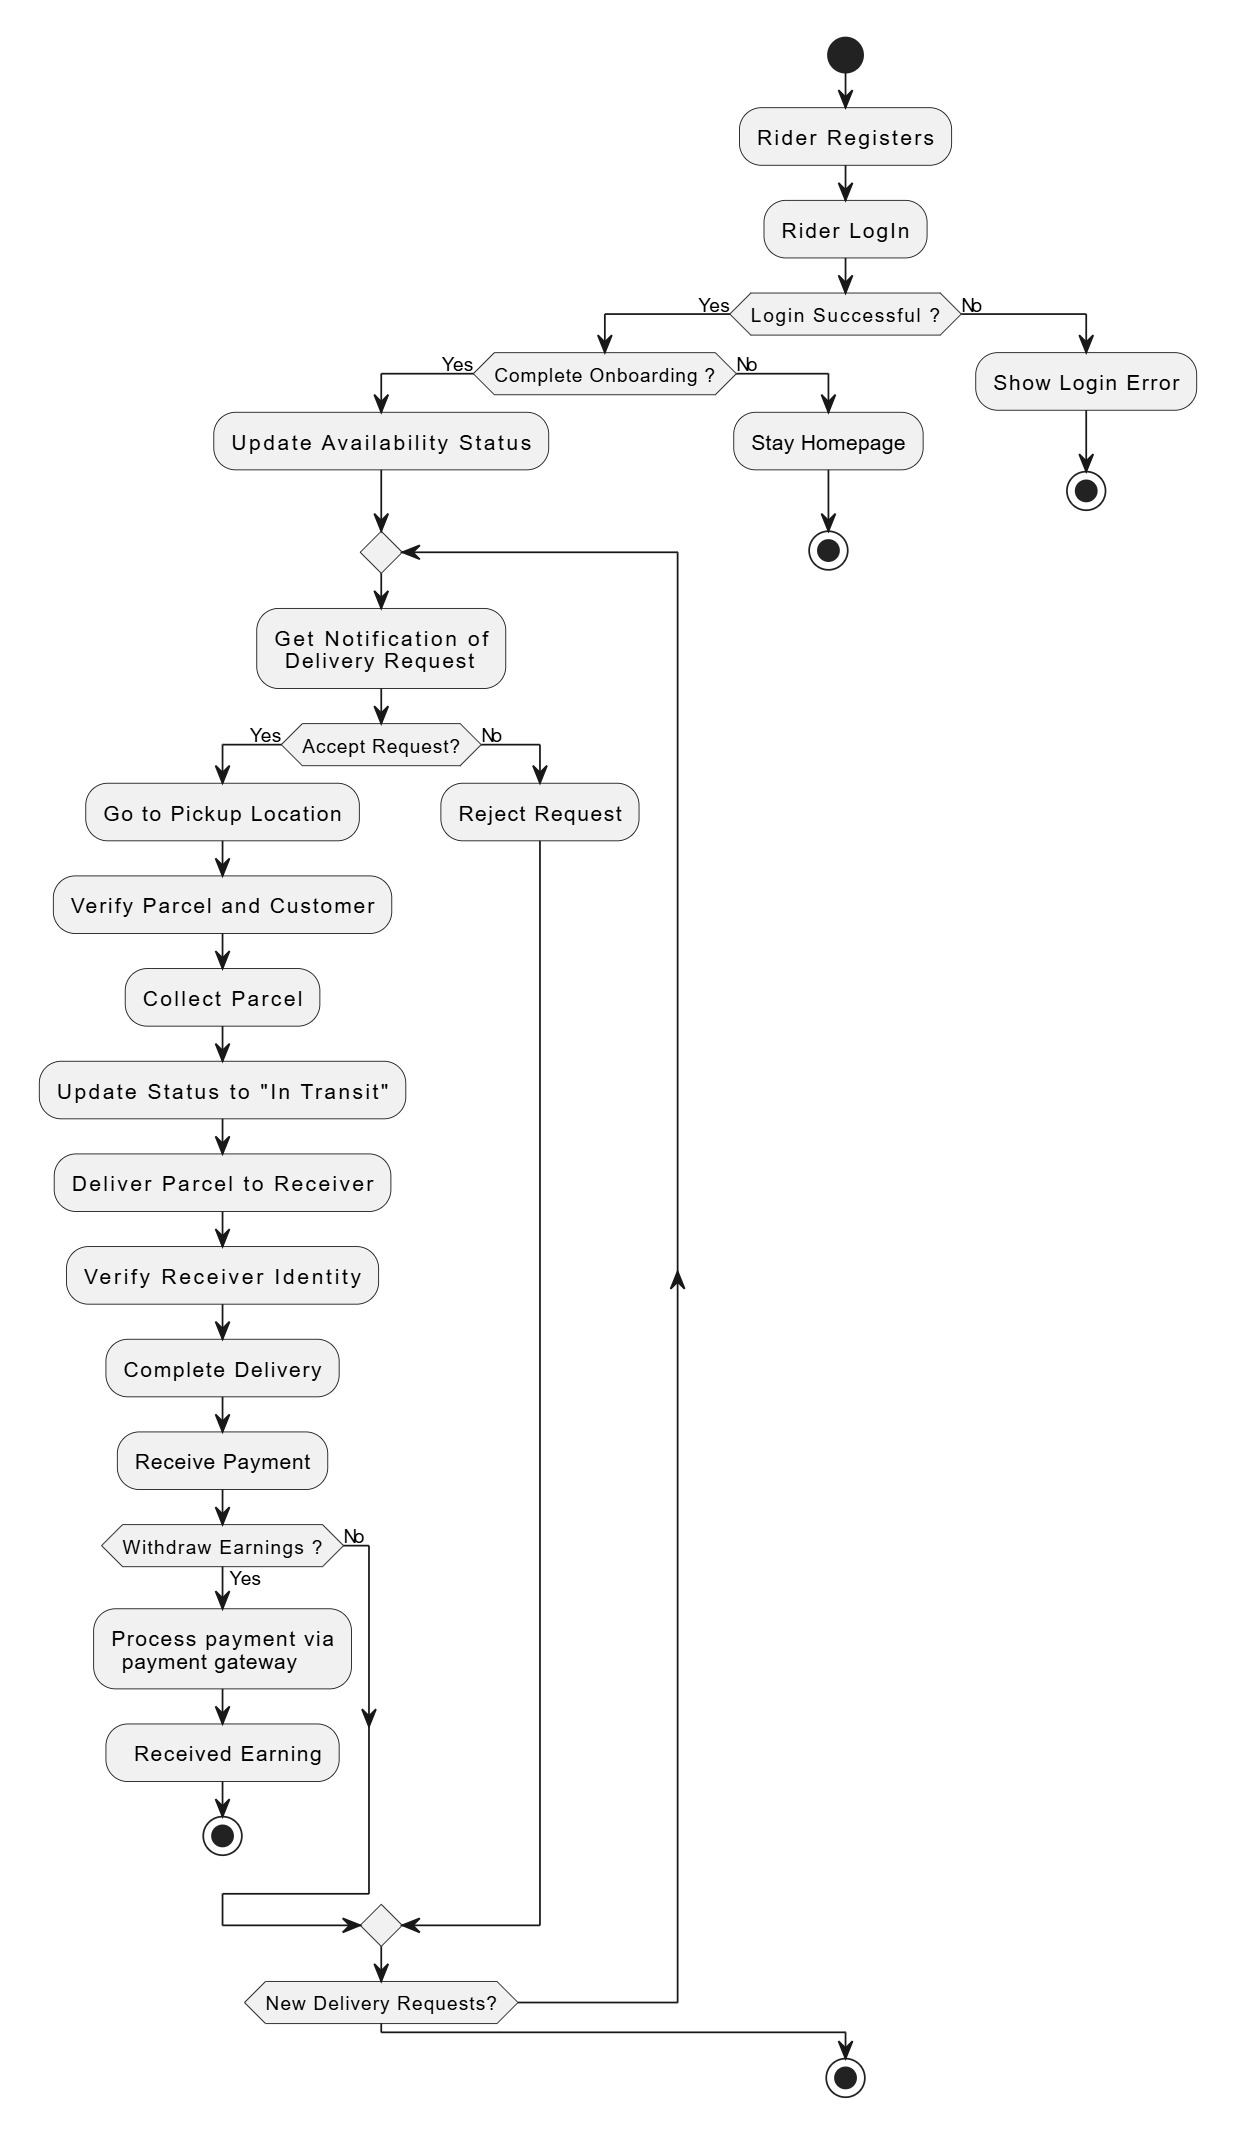 Rider Registers
Rider LogIn
Yes
Login Successful ?
No
Yes
Complete Onboarding ?
No
Show Login Error
Update Availability Status
Stay Homepage
Get Notification of
Delivery Request
Yes
Accept Request?
No
Go to Pickup Location
Reject Request
Verify Parcel and Customer
Collect Parcel
Update Status to "In Transit"
Deliver Parcel to Receiver
Verify Receiver Identity
Complete Delivery
Receive Payment
Withdraw Earnings ?
No
Yes
Process payment via
payment gateway
Received Earning
New Delivery Requests?